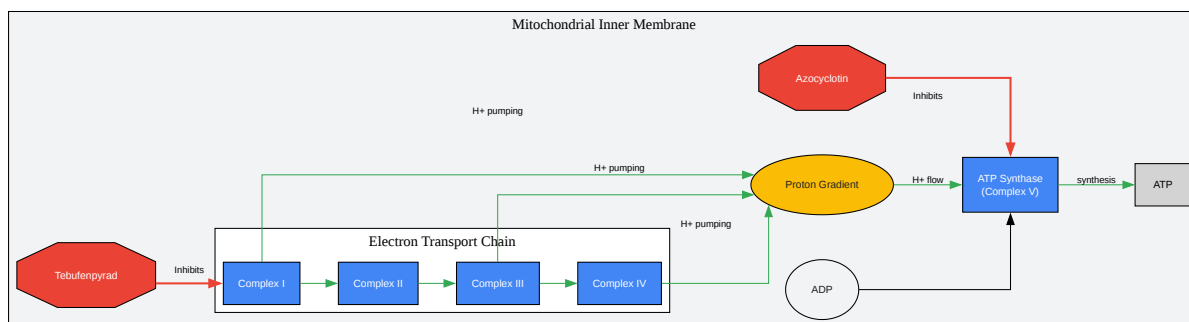 Mitochondrial Inner Membrane
Azocyclotin
Inhibits
H+ pumping
H+ pumping
Proton Gradient
H+ flow
ATP Synthase
(Complex V)
synthesis
ATP
H+ pumping
Electron Transport Chain
Tebufenpyrad
Inhibits
Complex I
Complex II
Complex III
Complex IV
ADP